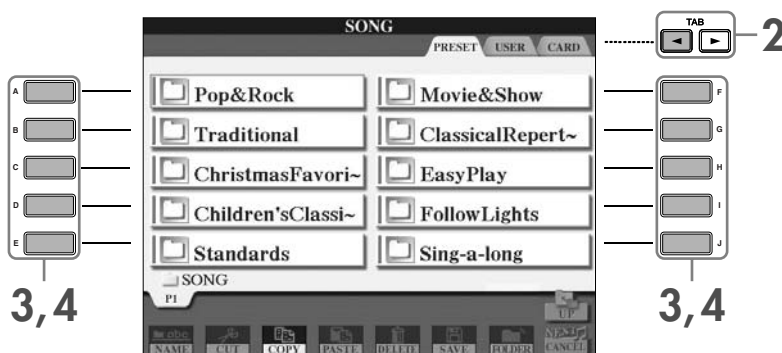 SONG
TAB
2
PRESET USER CARD
A Pop&Rock Movie&Show F
B Traditional ClassicalRepert~ G
C ChristmasFavori~ EasyPlay H
D Children'sClassi~ FollowLights I
E Standards Sing-a-long J
SONG
3,4 P1 3,4
UP
abc
NAME CUT COPY PASTE DELETE SAVE FOLDER CANCEL